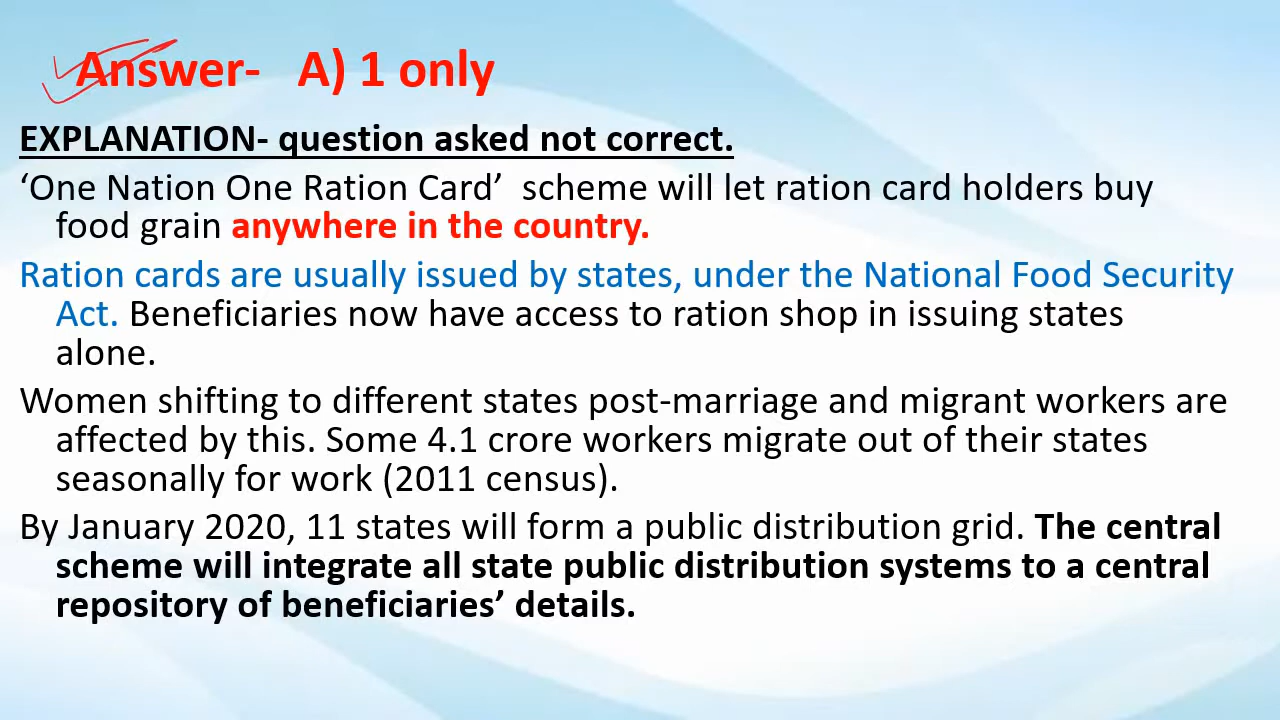 Answer- A) 1 only
EXPLANATION- question asked not correct.
‘One Nation One Ration Card’ scheme will let ration card holders buy
food grain anywhere in the country.
Ration cards are usually issued by states, under the National Food Security
Act. Beneficiaries now have access to ration shop in issuing states
alone.
Women shifting to different states post-marriage and migrant workers are
affected by this. Some 4.1 crore workers migrate out of their states
seasonally for work (2011 census).
By January 2020, 11 states will form a public distribution grid. The central
scheme will integrate all state public distribution systems to a central
repository of beneficiaries’ details.